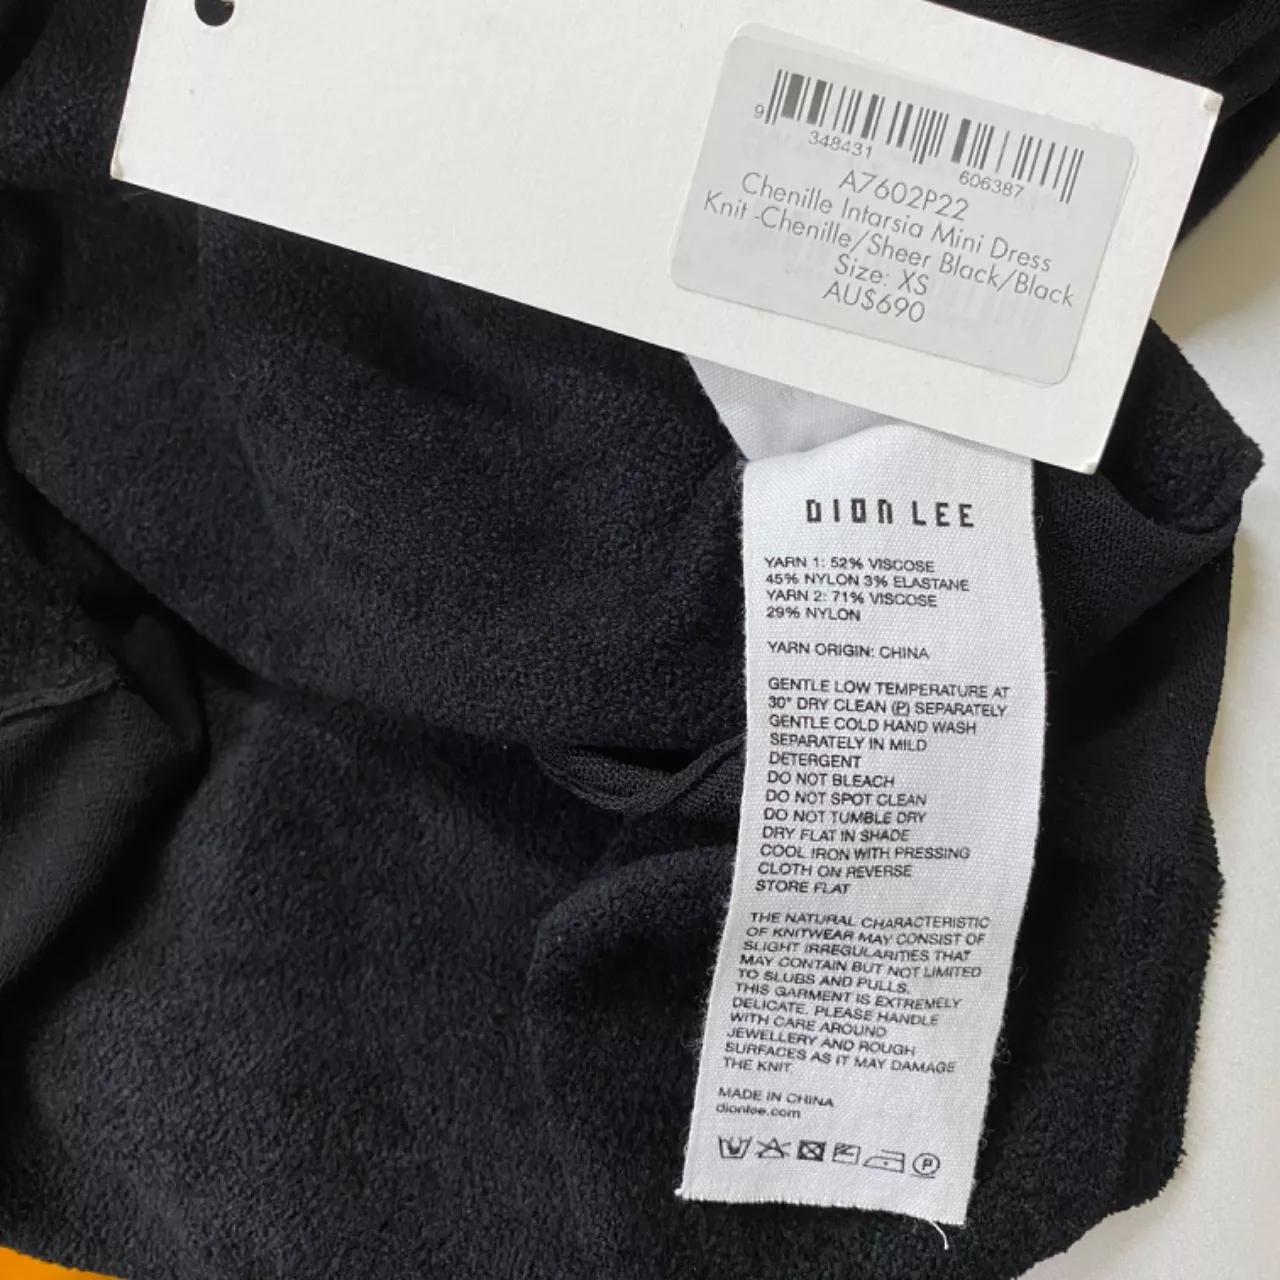 9 348431 606387
A7602P22
Chenille Intarsia Mini Dress
Knit -Chenille/Sheer Black/Black
Size: XS
AU$690
DION LEE
YARN 1: 52% VISCOSE
45% NYLON 3% ELASTANE
YARN 2: 71% VISCOSE
29% NYLON
YARN ORIGIN: CHINA
GENTLE LOW TEMPERATURE AT
30° DRY CLEAN (P) SEPARATELY
GENTLE COLD HAND WASH
SEPARATELY IN MILD
DETERGENT
DO NOT BLEACH
DO NOT SPOT CLEAN
DO NOT TUMBLE DRY
DRY FLAT IN SHADE
COOL IRON WITH PRESSING
CLOTH ON REVERSE
STORE FLAT
THE NATURAL CHARACTERISTIC
OF KNITWEAR MAY CONSIST OF
SLIGHT IRREGULARITIES THAT
MAY CONTAIN BUT NOT LIMITED
TO SLUBS AND PULLS.
THIS GARMENT IS EXTREMELY
DELICATE. PLEASE HANDLE
WITH CARE AROUND
JEWELLERY AND ROUGH
SURFACES AS IT MAY DAMAGE
THE KNIT.
MADE IN CHINA
dionlee.com
P